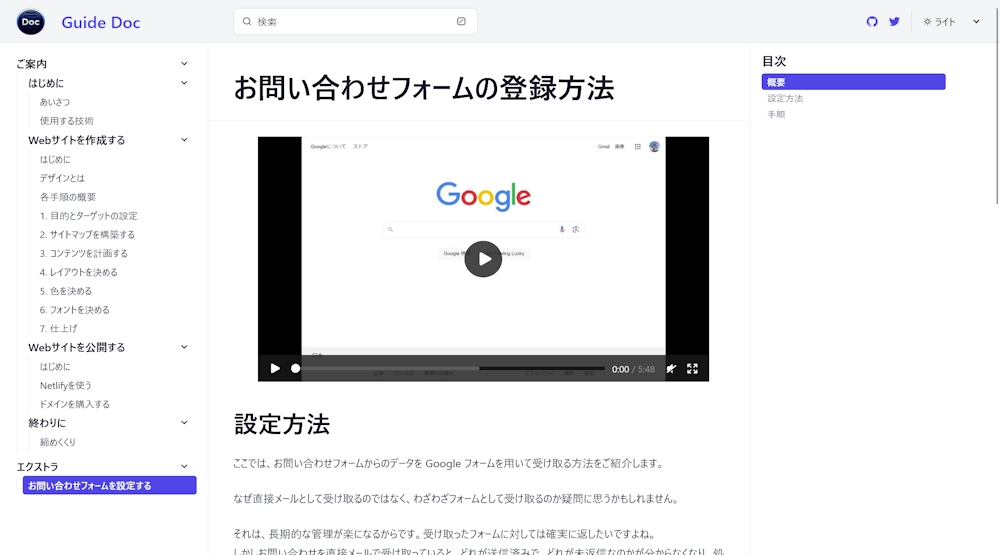 Doc
Guide Doc
検索
ライト
ご案内
はじめに
あいさつ
使用する技術
Webサイトを作成する
はじめに
デザインとは
各手順の概要
1. 目的とターゲットの設定
2. サイトマップを構築する
3. コンテンツを計画する
4. レイアウトを決める
5. 色を決める
6. フォントを決める
7. 仕上げ
Webサイトを公開する
はじめに
Netlifyを使う
ドメインを購入する
終わりに
締めくくり
エクストラ
お問い合わせフォームを設定する
お問い合わせフォームの登録方法
Googleについて ストア
Gmail 画像
Google
Google
Lucky
日本
0:00 / 5:48
設定方法
ここでは、お問い合わせフォームからのデータを Google フォームを用いて受け取る方法をご紹介します。
なぜ直接メールとして受け取るのではなく、わざわざフォームとして受け取るのか疑問に思うかもしれません。
それは、長期的な管理が楽になるからです。受け取ったフォームに対しては確実に返したいですよね。
しかしお問い合わせを直接メールで受け取っていると、どれが送信済みで、どれが未返信なのかが分からなくなり、処
目次
概要
設定方法
手順